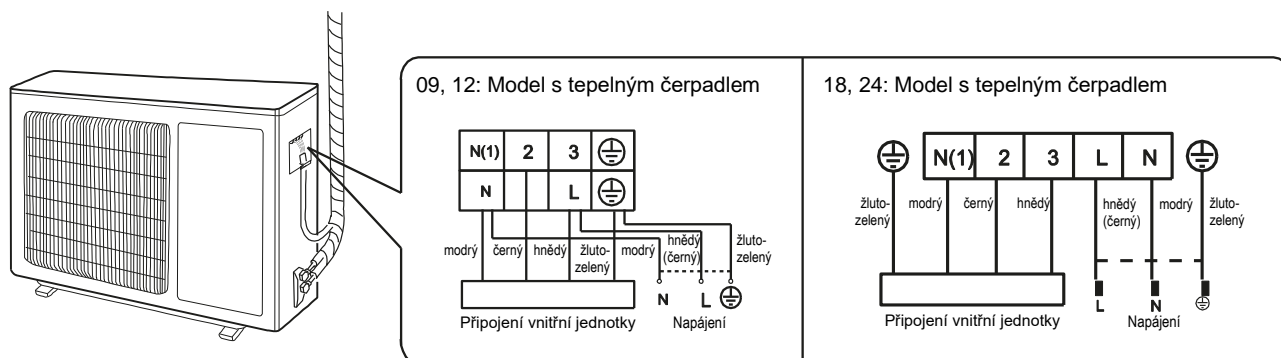 09, 12: Model s tepelným čerpadlem
N(1) 2 3
N L
modrý černý hnědý žluto-
zelený
modrý hnědý
(černý)
žluto-
zelený
N L
Připojení vnitřní jednotky Napájení
18, 24: Model s tepelným čerpadlem
N(1) 2 3 L N
žluto-
zelený
modrý černý hnědý hnědý
(černý)
modrý žluto-
zelený
L N
Připojení vnitřní jednotky Napájení